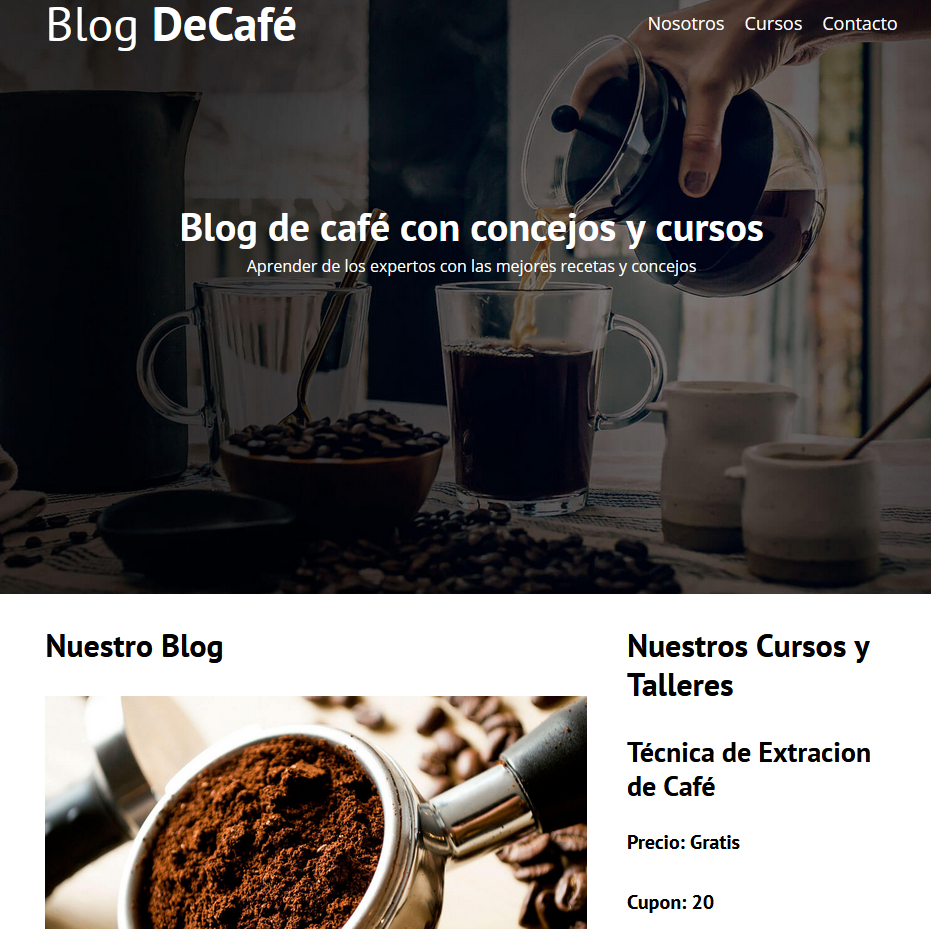 Blog DeCafé
Nosotros Cursos Contacto
Blog de café con concejos y cursos
Aprender de los expertos con las mejores recetas y concejos
Nuestro Blog
Nuestros Cursos y
Talleres
Técnica de Extracion
de Café
Precio: Gratis
Cupon: 20